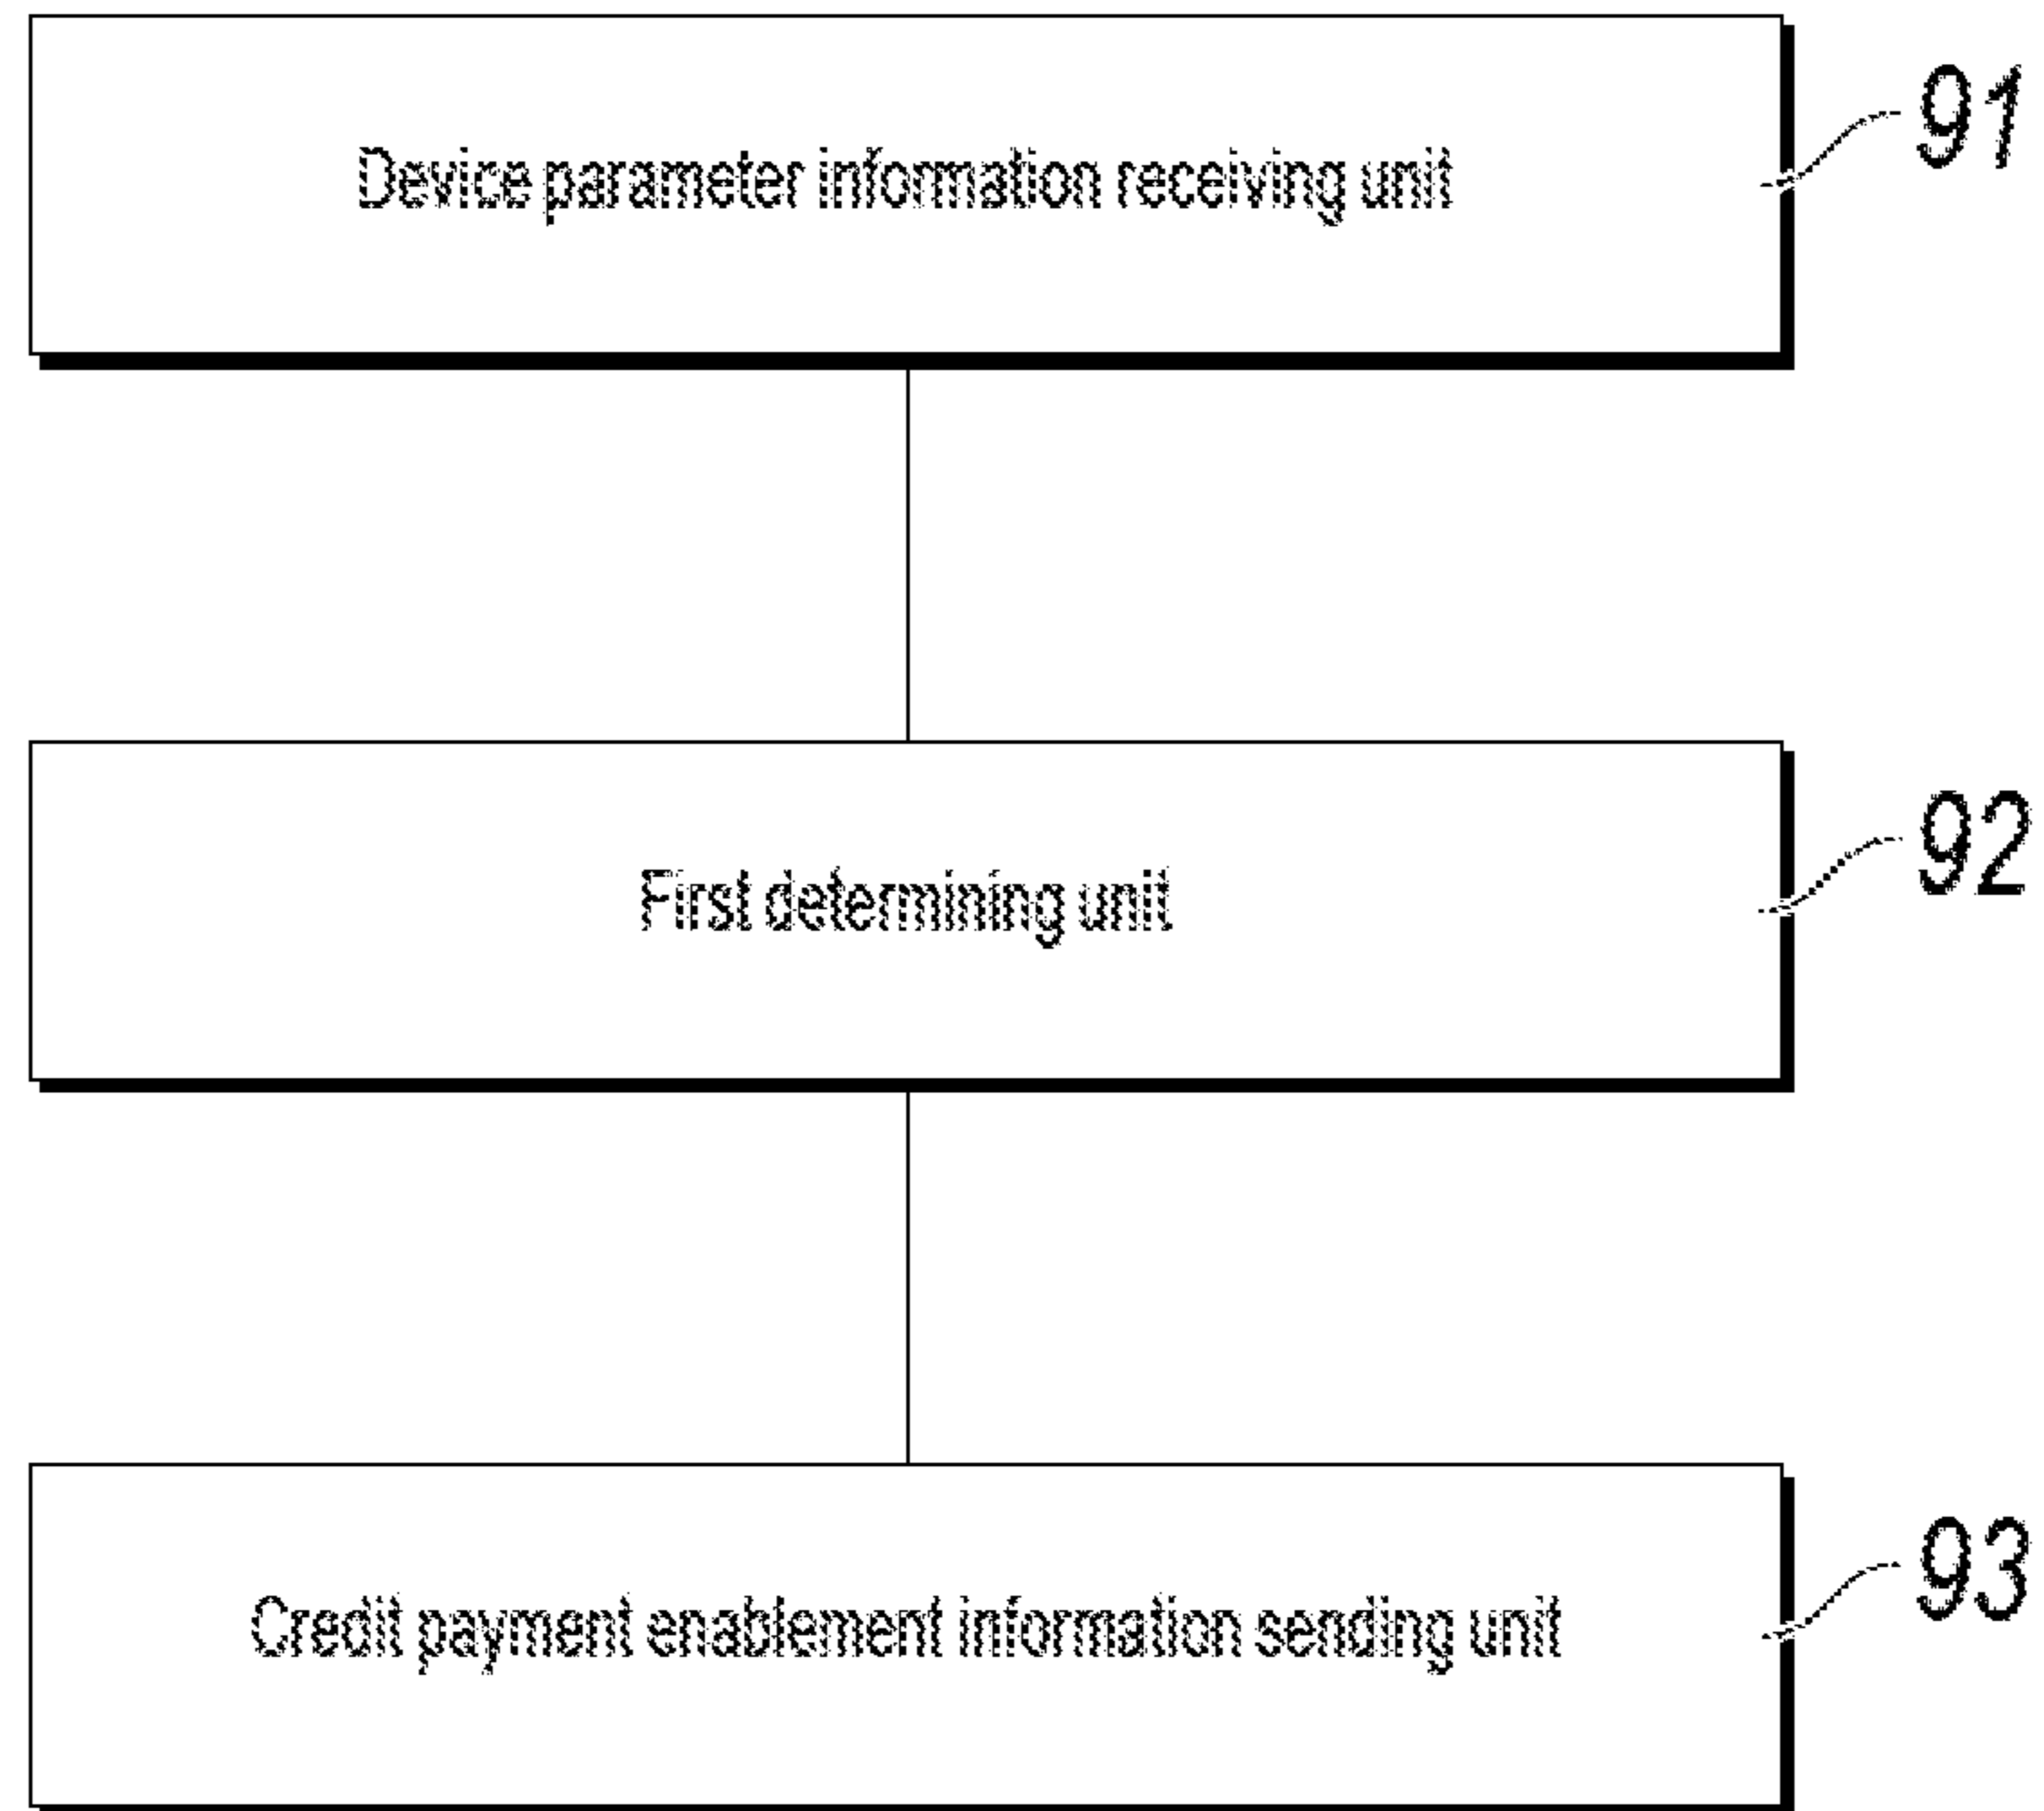 Device parameter information receiving unit
91
First determining unit
92
Credit payment enablement information sending unit
93